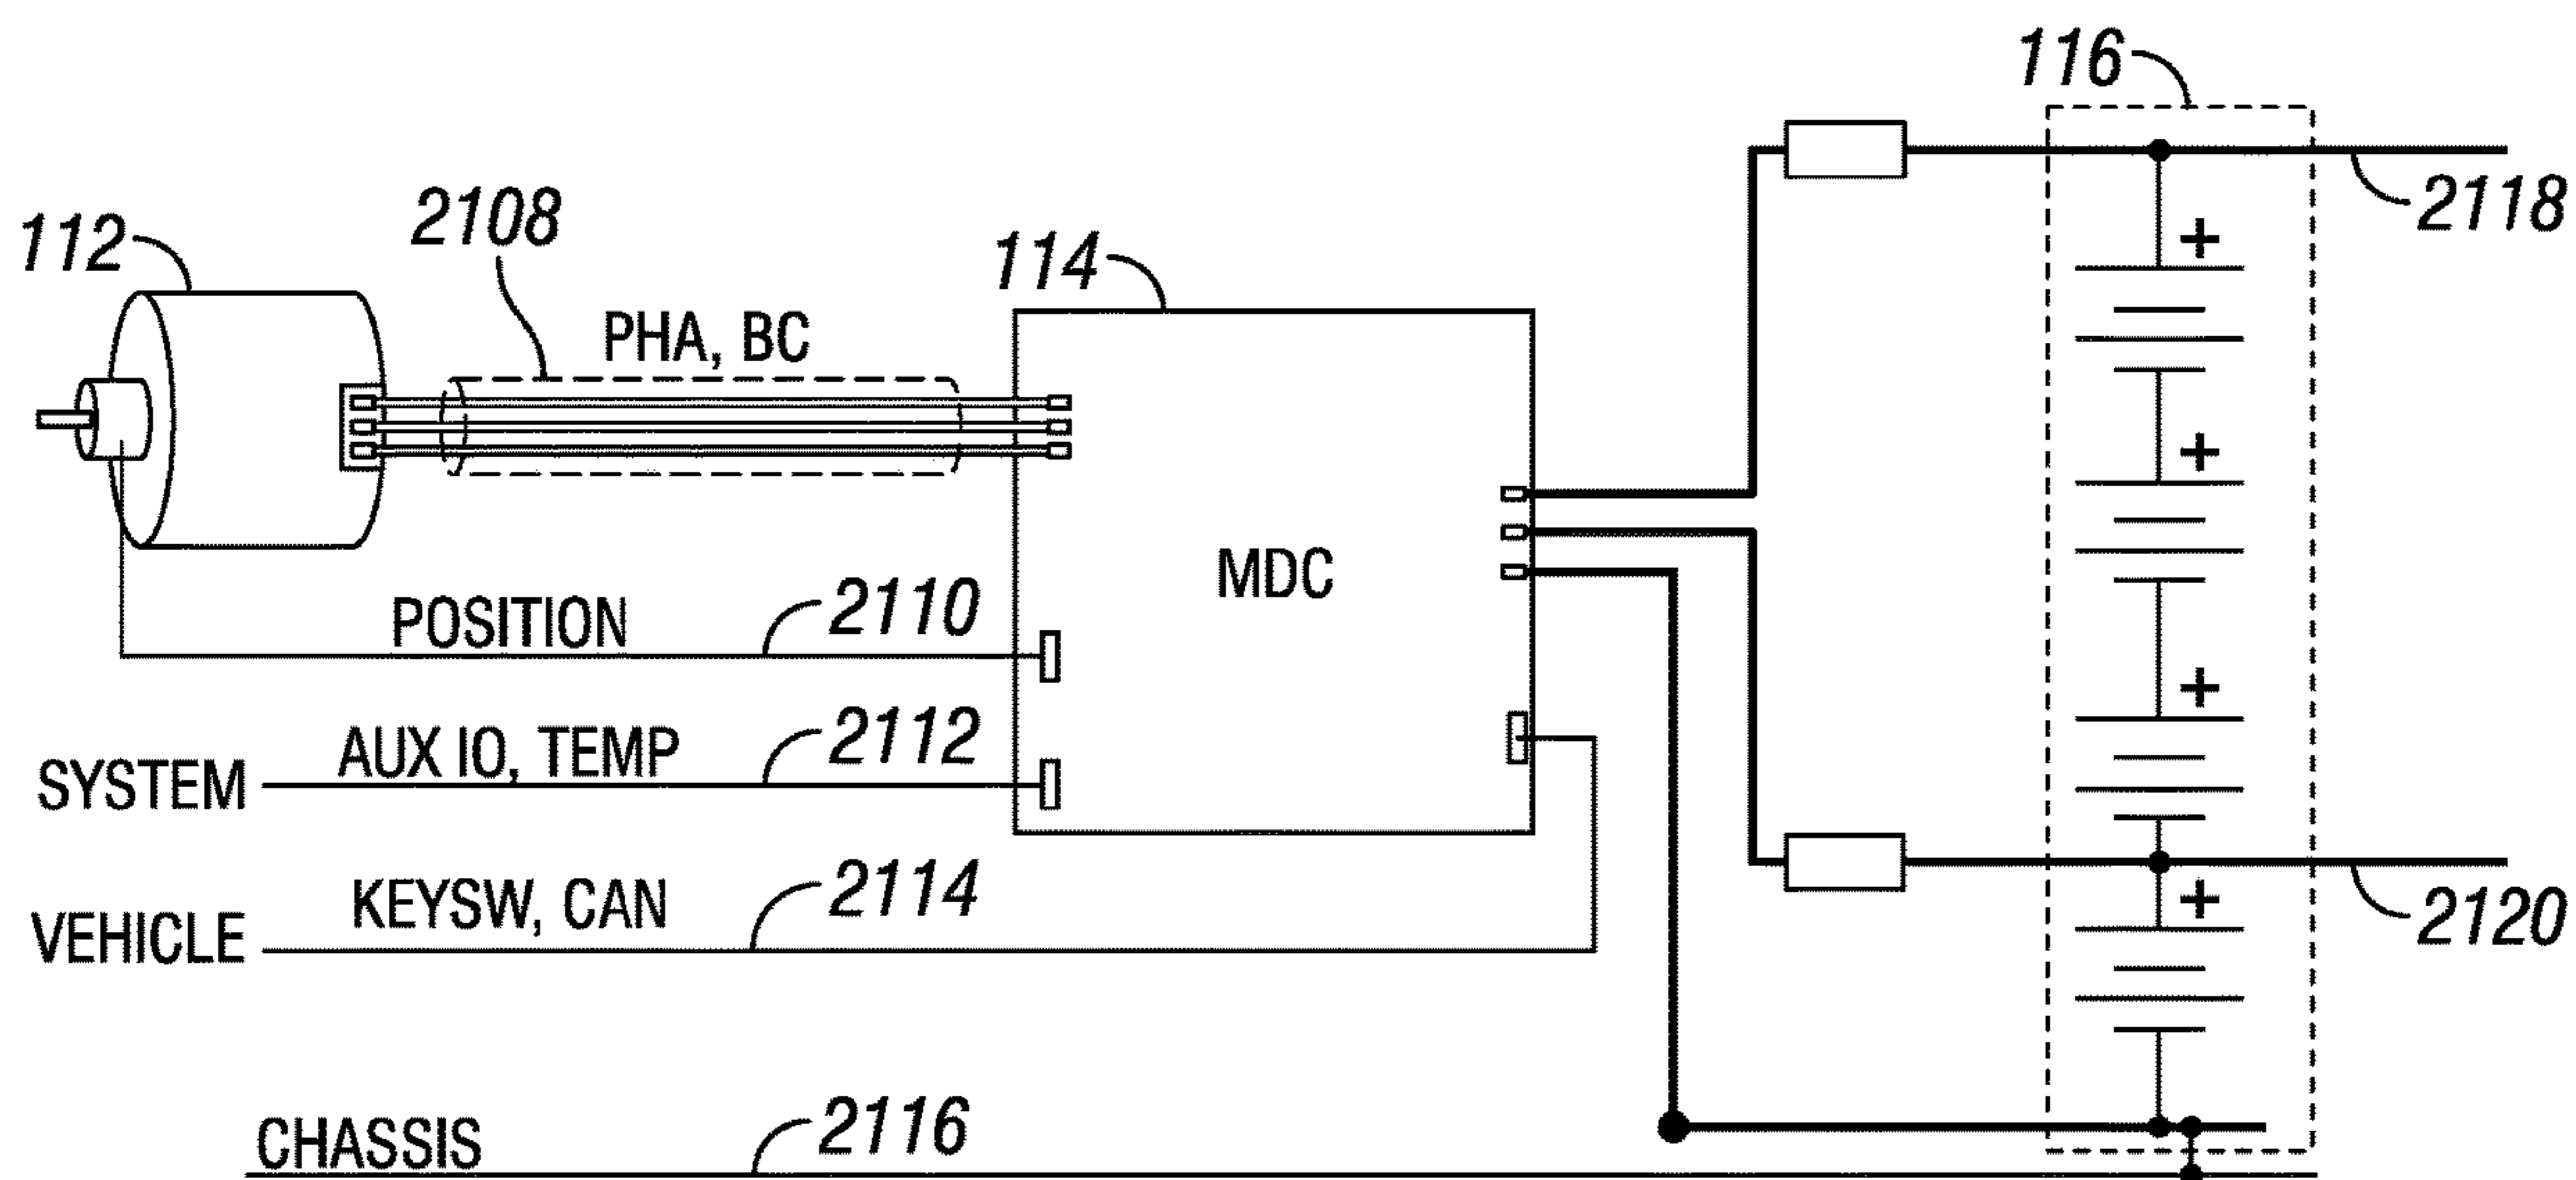 116
2118
112
2108
114
PHA, BC
MDC
+
+
+
+
POSITION
2110
SYSTEM
AUX IO, TEMP
2112
VEHICLE
KEYSW, CAN
2114
2120
CHASSIS
2116